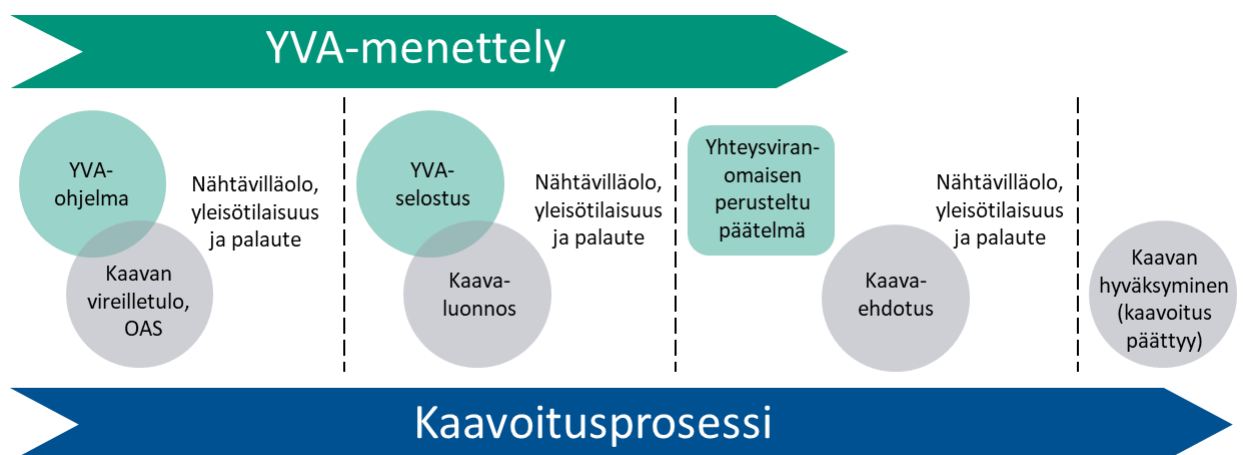 YVA-menettely
YVA-
ohjelma
Kaavan
vireilletulo,
OAS
Nähtävilläolo,
yleisötilaisuus
ja palaute
YVA-
selostus
Kaava-
luonnos
Nähtävilläolo,
yleisötilaisuus
ja palaute
Yhteysviran-
omaisen
perusteltu
päätelmä
Kaava-
ehdotus
Nähtävilläolo,
yleisötilaisuus
ja palaute
Kaavan
hyväksyminen
(kaavoitus
päättyy)
Kaavoitusprosessi